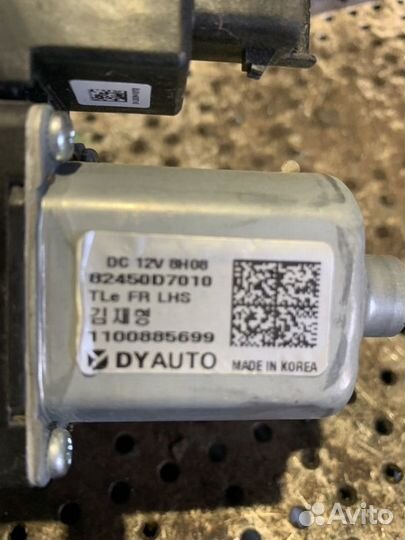 DC 12V 8H08
82450D7010
TLe FR LHS
김재영
1100885699
DYAUTO
MADE IN KOREA
Avito